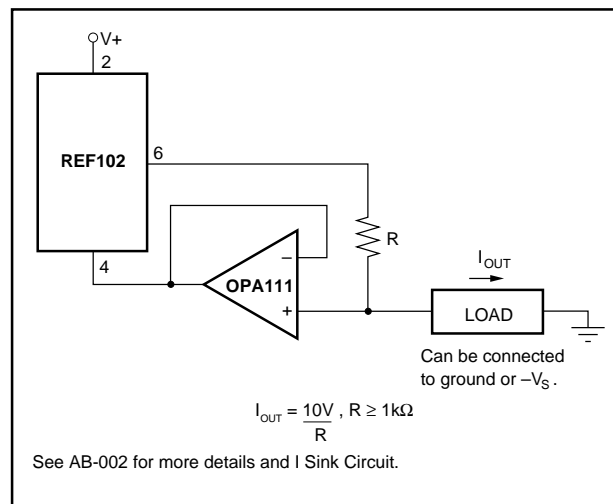 V+
2
REF102
6
4
OPA111
–
+
R
I_OUT
LOAD
Can be connected
to ground or –V_S.
I_OUT = 10V/R , R ≥ 1kΩ
See AB-002 for more details and I Sink Circuit.